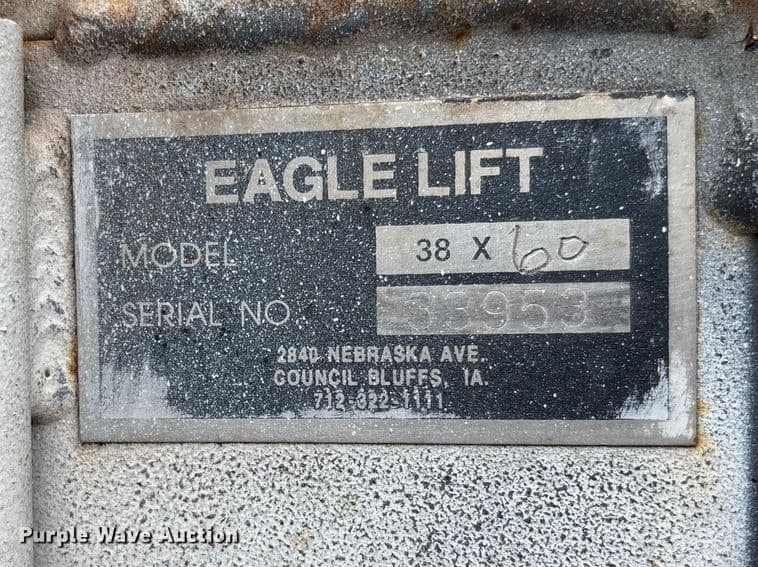 EAGLE LIFT
MODEL 38 X 60
SERIAL NO 33953
2840 NEBRASKA AVE.
COUNCIL BLUFFS, IA.
712-322-1111
Purple Wave Auction